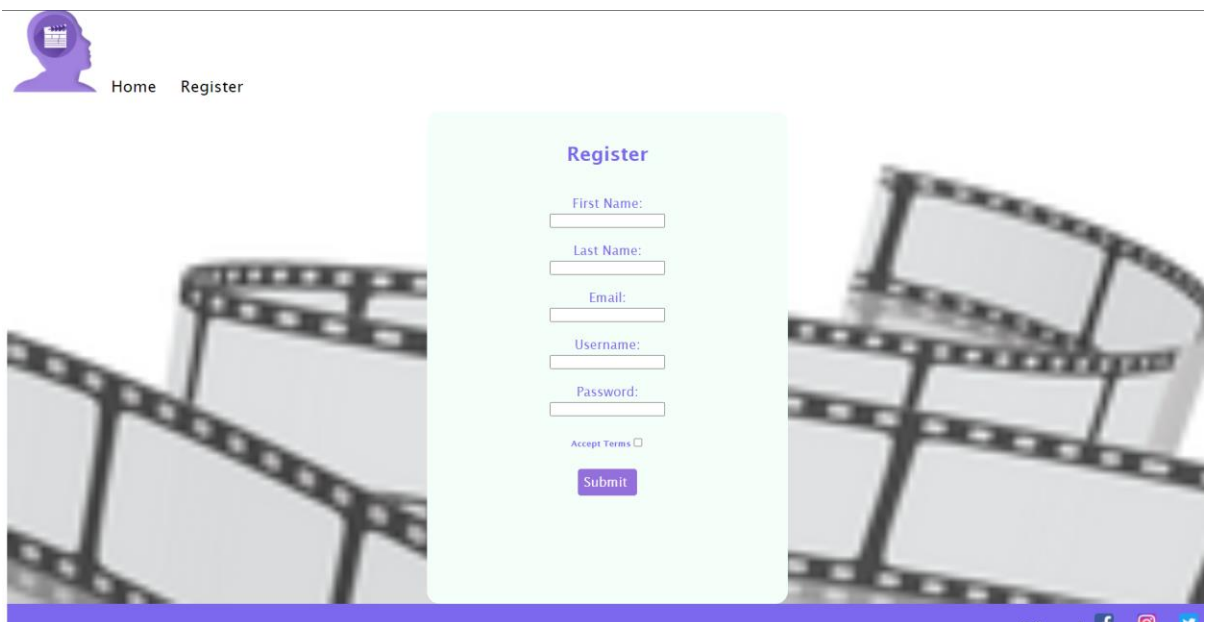 Home Register
Register
First Name:
Last Name:
Email:
Username:
Password:
Accept Terms
Submit